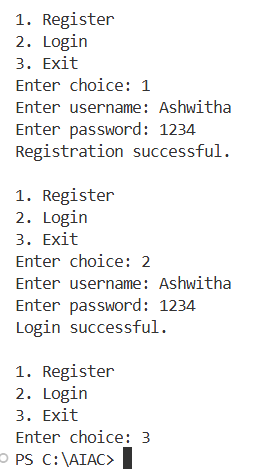 1. Register
2. Login
3. Exit
Enter choice: 1
Enter username: Ashwitha
Enter password: 1234
Registration successful.

1. Register
2. Login
3. Exit
Enter choice: 2
Enter username: Ashwitha
Enter password: 1234
Login successful.

1. Register
2. Login
3. Exit
Enter choice: 3
PS C:\AIAC>